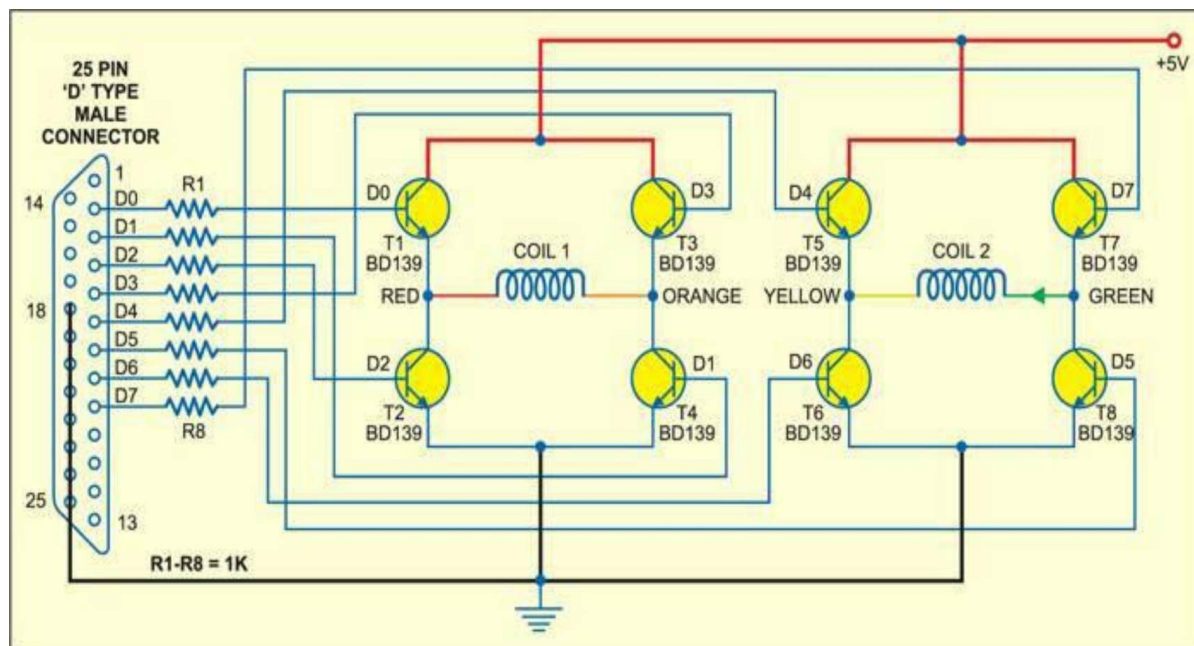 25 PIN
'D' TYPE
MALE
CONNECTOR
+5V
1
14
D0
D1
D2
D3
18
D4
D5
D6
D7
25
13
R1
R8
R1-R8 = 1K
D0
T1
BD139
D3
T3
BD139
COIL 1
RED
ORANGE
D2
T2
BD139
D1
T4
BD139
D4
T5
BD139
D7
T7
BD139
COIL 2
YELLOW
GREEN
D6
T6
BD139
D5
T8
BD139